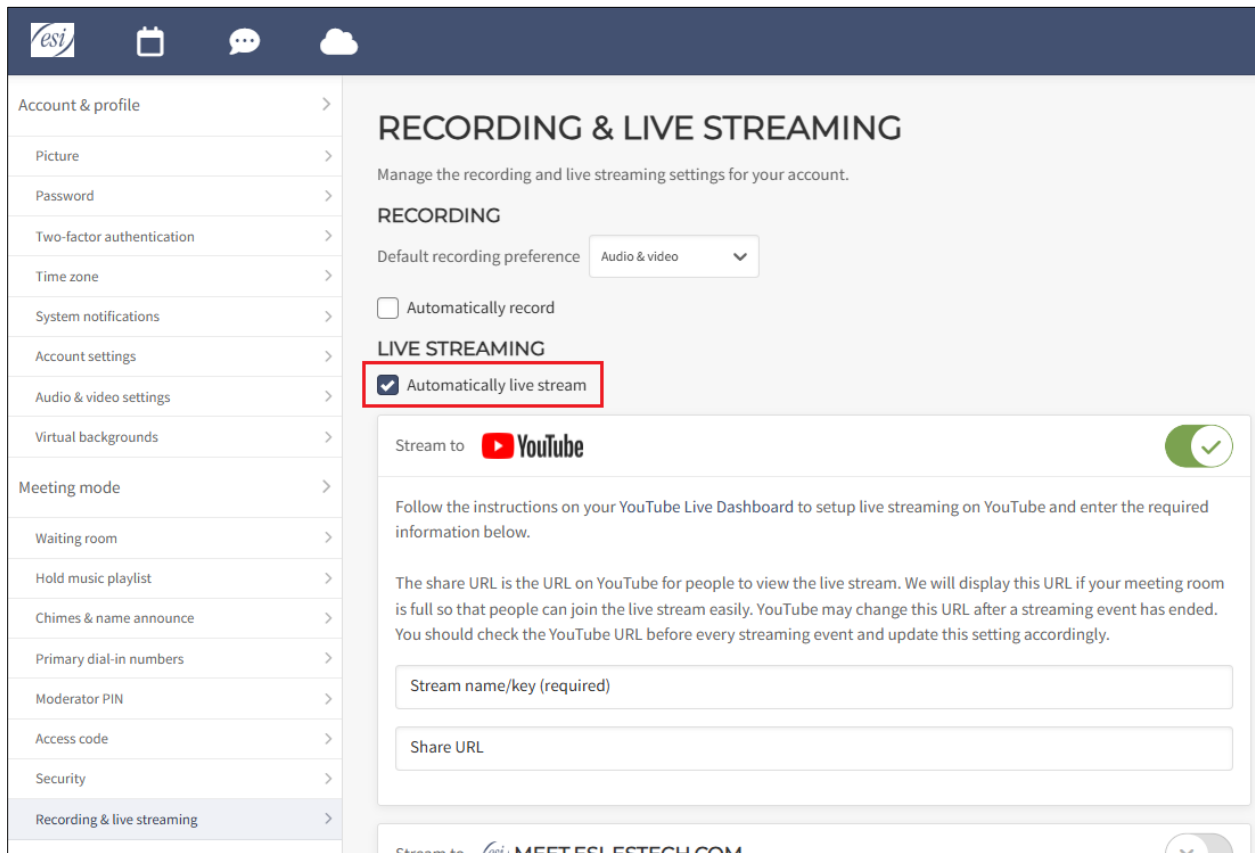 esi
Account & profile
Picture
Password
Two-factor authentication
Time zone
System notifications
Account settings
Audio & video settings
Virtual backgrounds
Meeting mode
Waiting room
Hold music playlist
Chimes & name announce
Primary dial-in numbers
Moderator PIN
Access code
Security
Recording & live streaming
RECORDING & LIVE STREAMING
Manage the recording and live streaming settings for your account.
RECORDING
Default recording preference Audio & video
Automatically record
LIVE STREAMING
Automatically live stream
Stream to YouTube
Follow the instructions on your YouTube Live Dashboard to setup live streaming on YouTube and enter the required
information below.
The share URL is the URL on YouTube for people to view the live stream. We will display this URL if your meeting room
is full so that people can join the live stream easily. YouTube may change this URL after a streaming event has ended.
You should check the YouTube URL before every streaming event and update this setting accordingly.
Stream name/key (required)
Share URL
Stream to esi MEET.ESI-ESTECH.COM